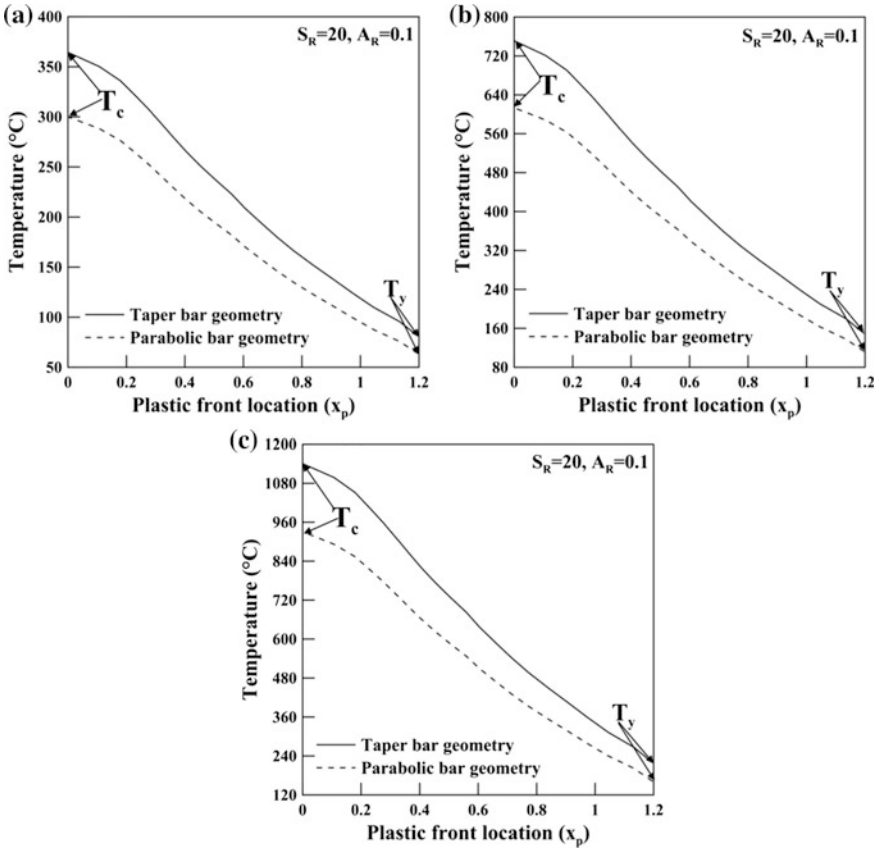 (a)
S_R=20, A_R=0.1
400
350
300
250
200
150
100
50
Temperature (°C)
T_c
T_y
Taper bar geometry
Parabolic bar geometry
0 0.2 0.4 0.6 0.8 1 1.2
Plastic front location (x_p)
(b)
S_R=20, A_R=0.1
800
720
640
560
480
400
320
240
160
80
Temperature (°C)
T_c
T_y
Taper bar geometry
Parabolic bar geometry
0 0.2 0.4 0.6 0.8 1 1.2
Plastic front location (x_p)
(c)
S_R=20, A_R=0.1
1200
1080
960
840
720
600
480
360
240
120
Temperature (°C)
T_c
T_y
Taper bar geometry
Parabolic bar geometry
0 0.2 0.4 0.6 0.8 1 1.2
Plastic front location (x_p)